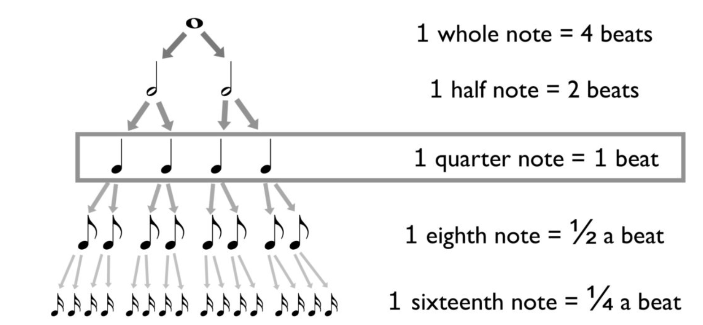 1 whole note = 4 beats
1 half note = 2 beats
1 quarter note = 1 beat
1 eighth note = ½ a beat
1 sixteenth note = ¼ a beat